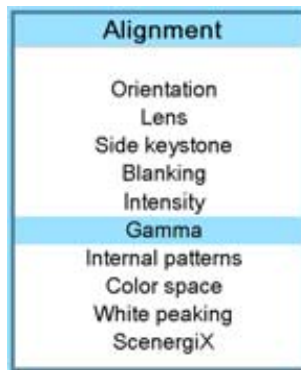 Alignment
Orientation
Lens
Side keystone
Blanking
Intensity
Gamma
Internal patterns
Color space
White peaking
ScenergiX